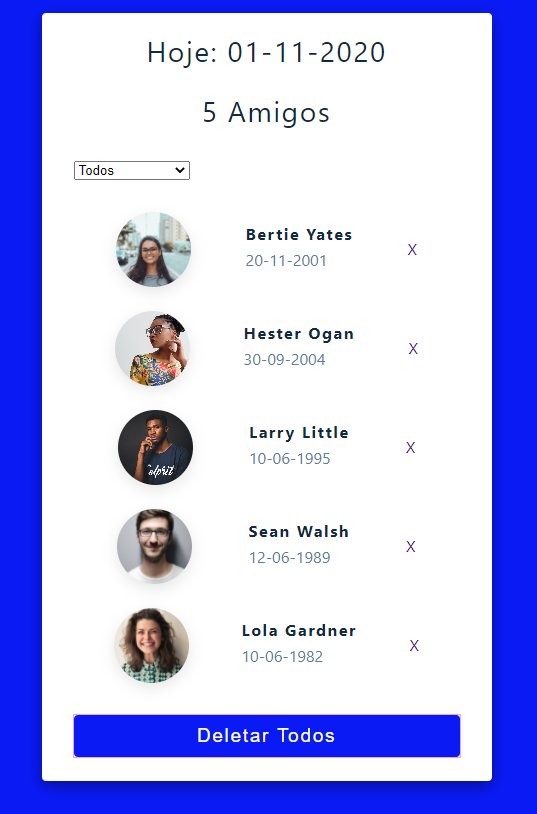 Hoje: 01-11-2020
5 Amigos
Todos
Bertie Yates
20-11-2001
X
Hester Ogan
30-09-2004
X
Larry Little
10-06-1995
X
Sean Walsh
12-06-1989
X
Lola Gardner
10-06-1982
X
Deletar Todos